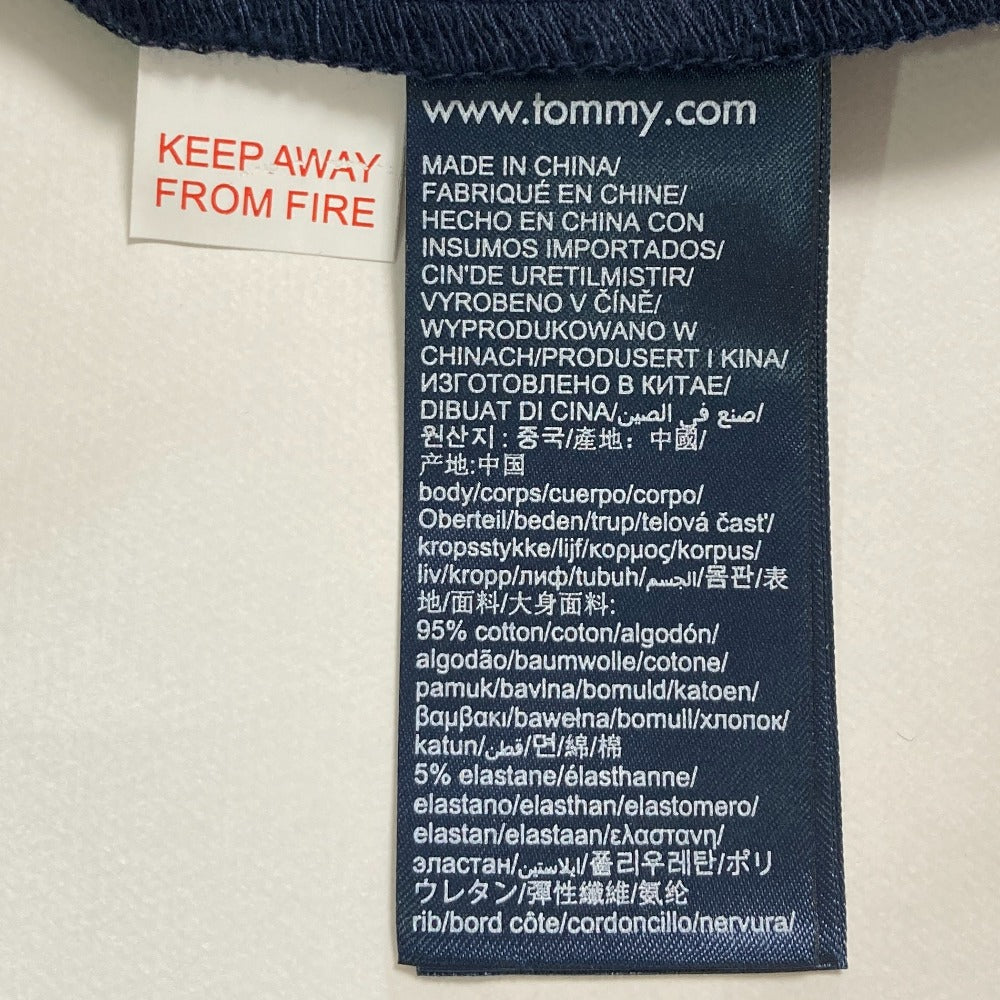 KEEP AWAY
FROM FIRE
www.tommy.com
MADE IN CHINA/
FABRIQUÉ EN CHINE/
HECHO EN CHINA CON
INSUMOS IMPORTADOS/
CIN'DE URETILMISTIR/
VYROBENO V ČÍNĚ/
WYPRODUKOWANO W
CHINACH/PRODUSERT I KINA/
ИЗГОТОВЛЕНО В КИТАЕ/
DIBUAT DI CINA/صنع في الصين/
원산지 : 중국/產地: 中國/
产地:中国
body/corps/cuerpo/corpo/
Oberteil/beden/trup/telová časť/
kropsstykke/lijf/κορμος/korpus/
liv/kropp/лиф/tubuh/الجسم/몸판/表
地/面料/大身面料:
95% cotton/coton/algodón/
algodão/baumwolle/cotone/
pamuk/bavlna/bomuld/katoen/
βαμβακι/bawełna/bomull/хлопок/
katun/قطن/면/綿/棉
5% elastane/élasthanne/
elastano/elasthan/elastomero/
elastan/elastaan/ελαστανη/
эластан/ايلاستين/폴리우레탄/ポリ
ウレタン/彈性纖維/氨纶
rib/bord côte/cordoncillo/nervura/